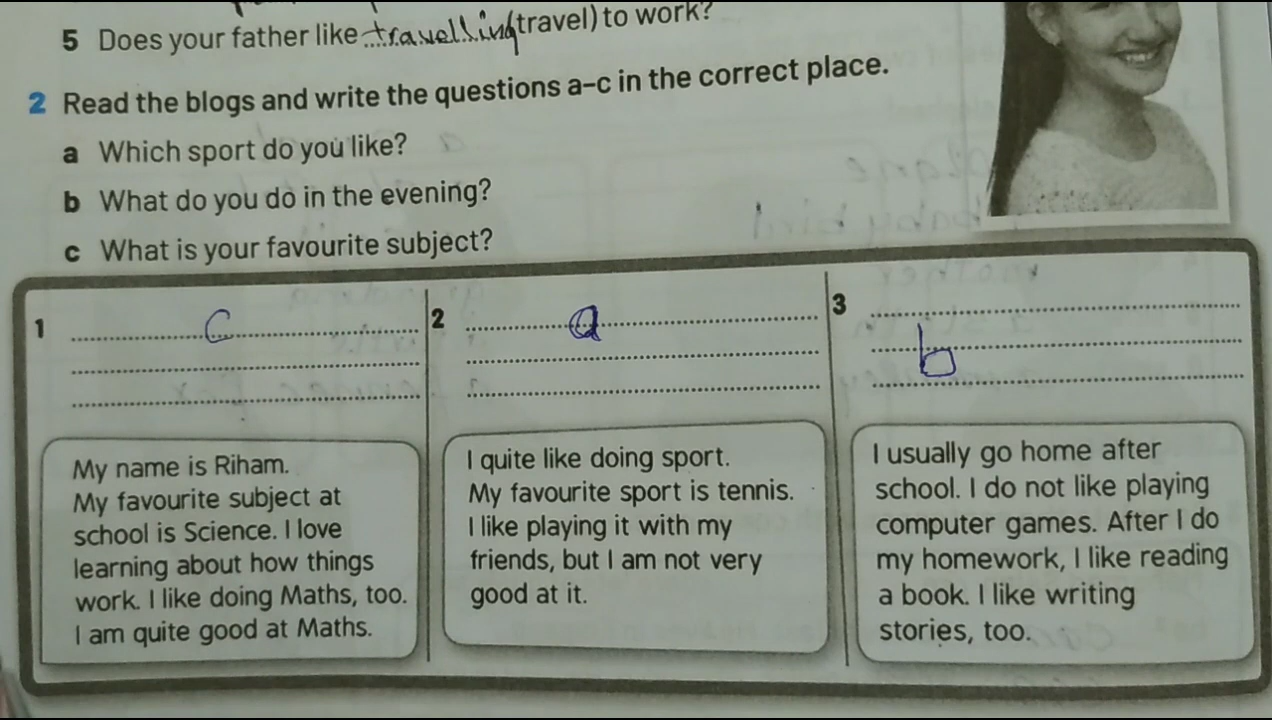 5 Does your father like travelling (travel) to work?
2 Read the blogs and write the questions a-c in the correct place.
a Which sport do you like?
b What do you do in the evening?
c What is your favourite subject?
1 c
2 a
3 b
My name is Riham.
My favourite subject at
school is Science. I love
learning about how things
work. I like doing Maths, too.
I am quite good at Maths.
I quite like doing sport.
My favourite sport is tennis.
I like playing it with my
friends, but I am not very
good at it.
I usually go home after
school. I do not like playing
computer games. After I do
my homework, I like reading
a book. I like writing
stories, too.